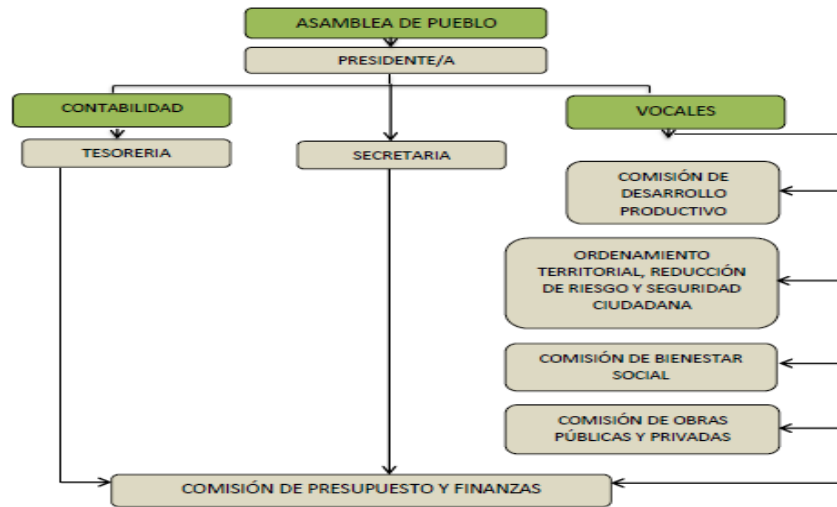 ASAMBLEA DE PUEBLO
PRESIDENTE/A
CONTABILIDAD
VOCALES
TESORERIA
SECRETARIA
COMISIÓN DE
DESARROLLO
PRODUCTIVO
ORDENAMIENTO
TERRITORIAL, REDUCCIÓN
DE RIESGO Y SEGURIDAD
CIUDADANA
COMISIÓN DE BIENESTAR
SOCIAL
COMISIÓN DE OBRAS
PÚBLICAS Y PRIVADAS
COMISIÓN DE PRESUPUESTO Y FINANZAS